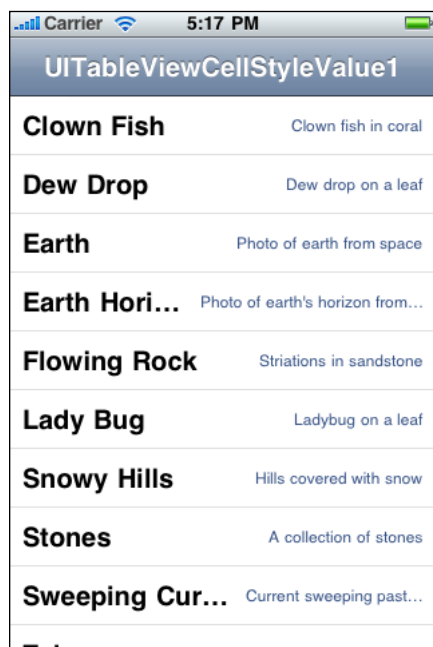 Carrier 5:17 PM
UITableViewCellStyleValue1
Clown Fish Clown fish in coral
Dew Drop Dew drop on a leaf
Earth Photo of earth from space
Earth Hori... Photo of earth's horizon from...
Flowing Rock Striations in sandstone
Lady Bug Ladybug on a leaf
Snowy Hills Hills covered with snow
Stones A collection of stones
Sweeping Cur... Current sweeping past...